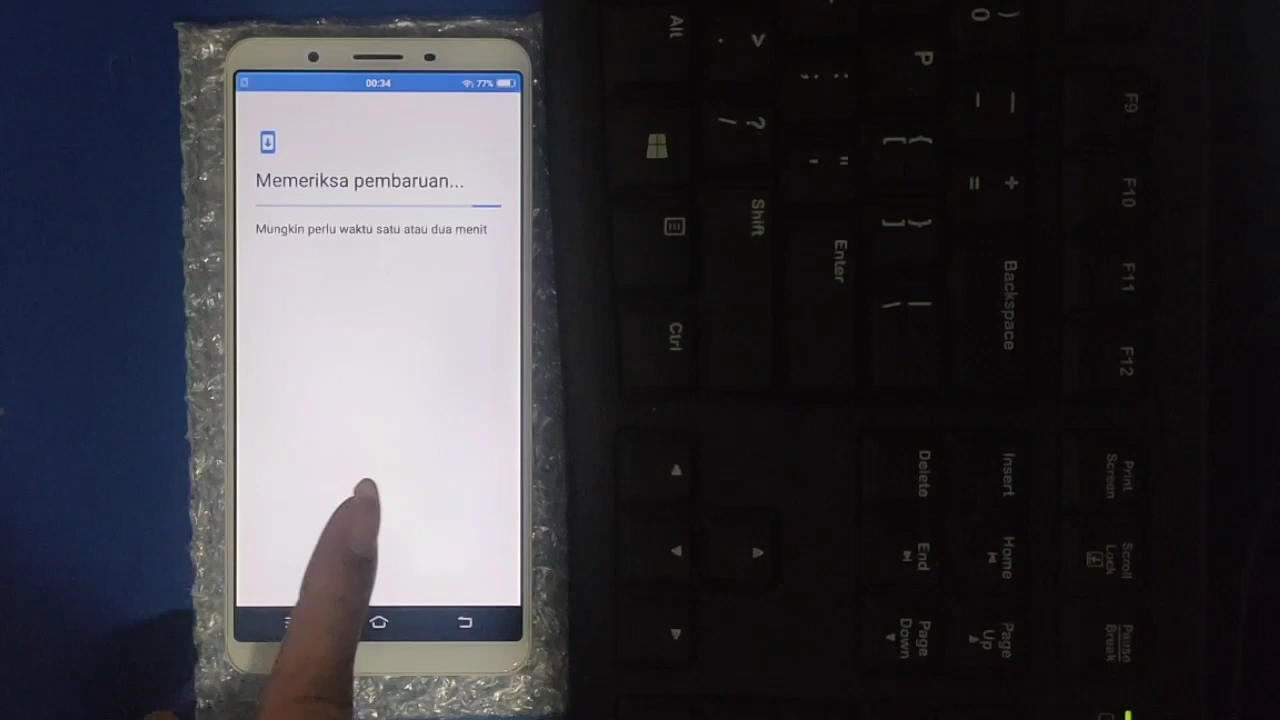 00:34
77%
Memeriksa pembaruan...
Mungkin perlu waktu satu atau dua menit
Alt
>
.
?
/
Shift
Ctrl
:
;
"
'
Enter
P
{
[
}
]
|
\
)
0
_
-
+
=
Backspace
F9
F10
F11
F12
Delete
End
Page Down
Insert
Home
Page Up
Print Screen
Scroll Lock
Pause Break